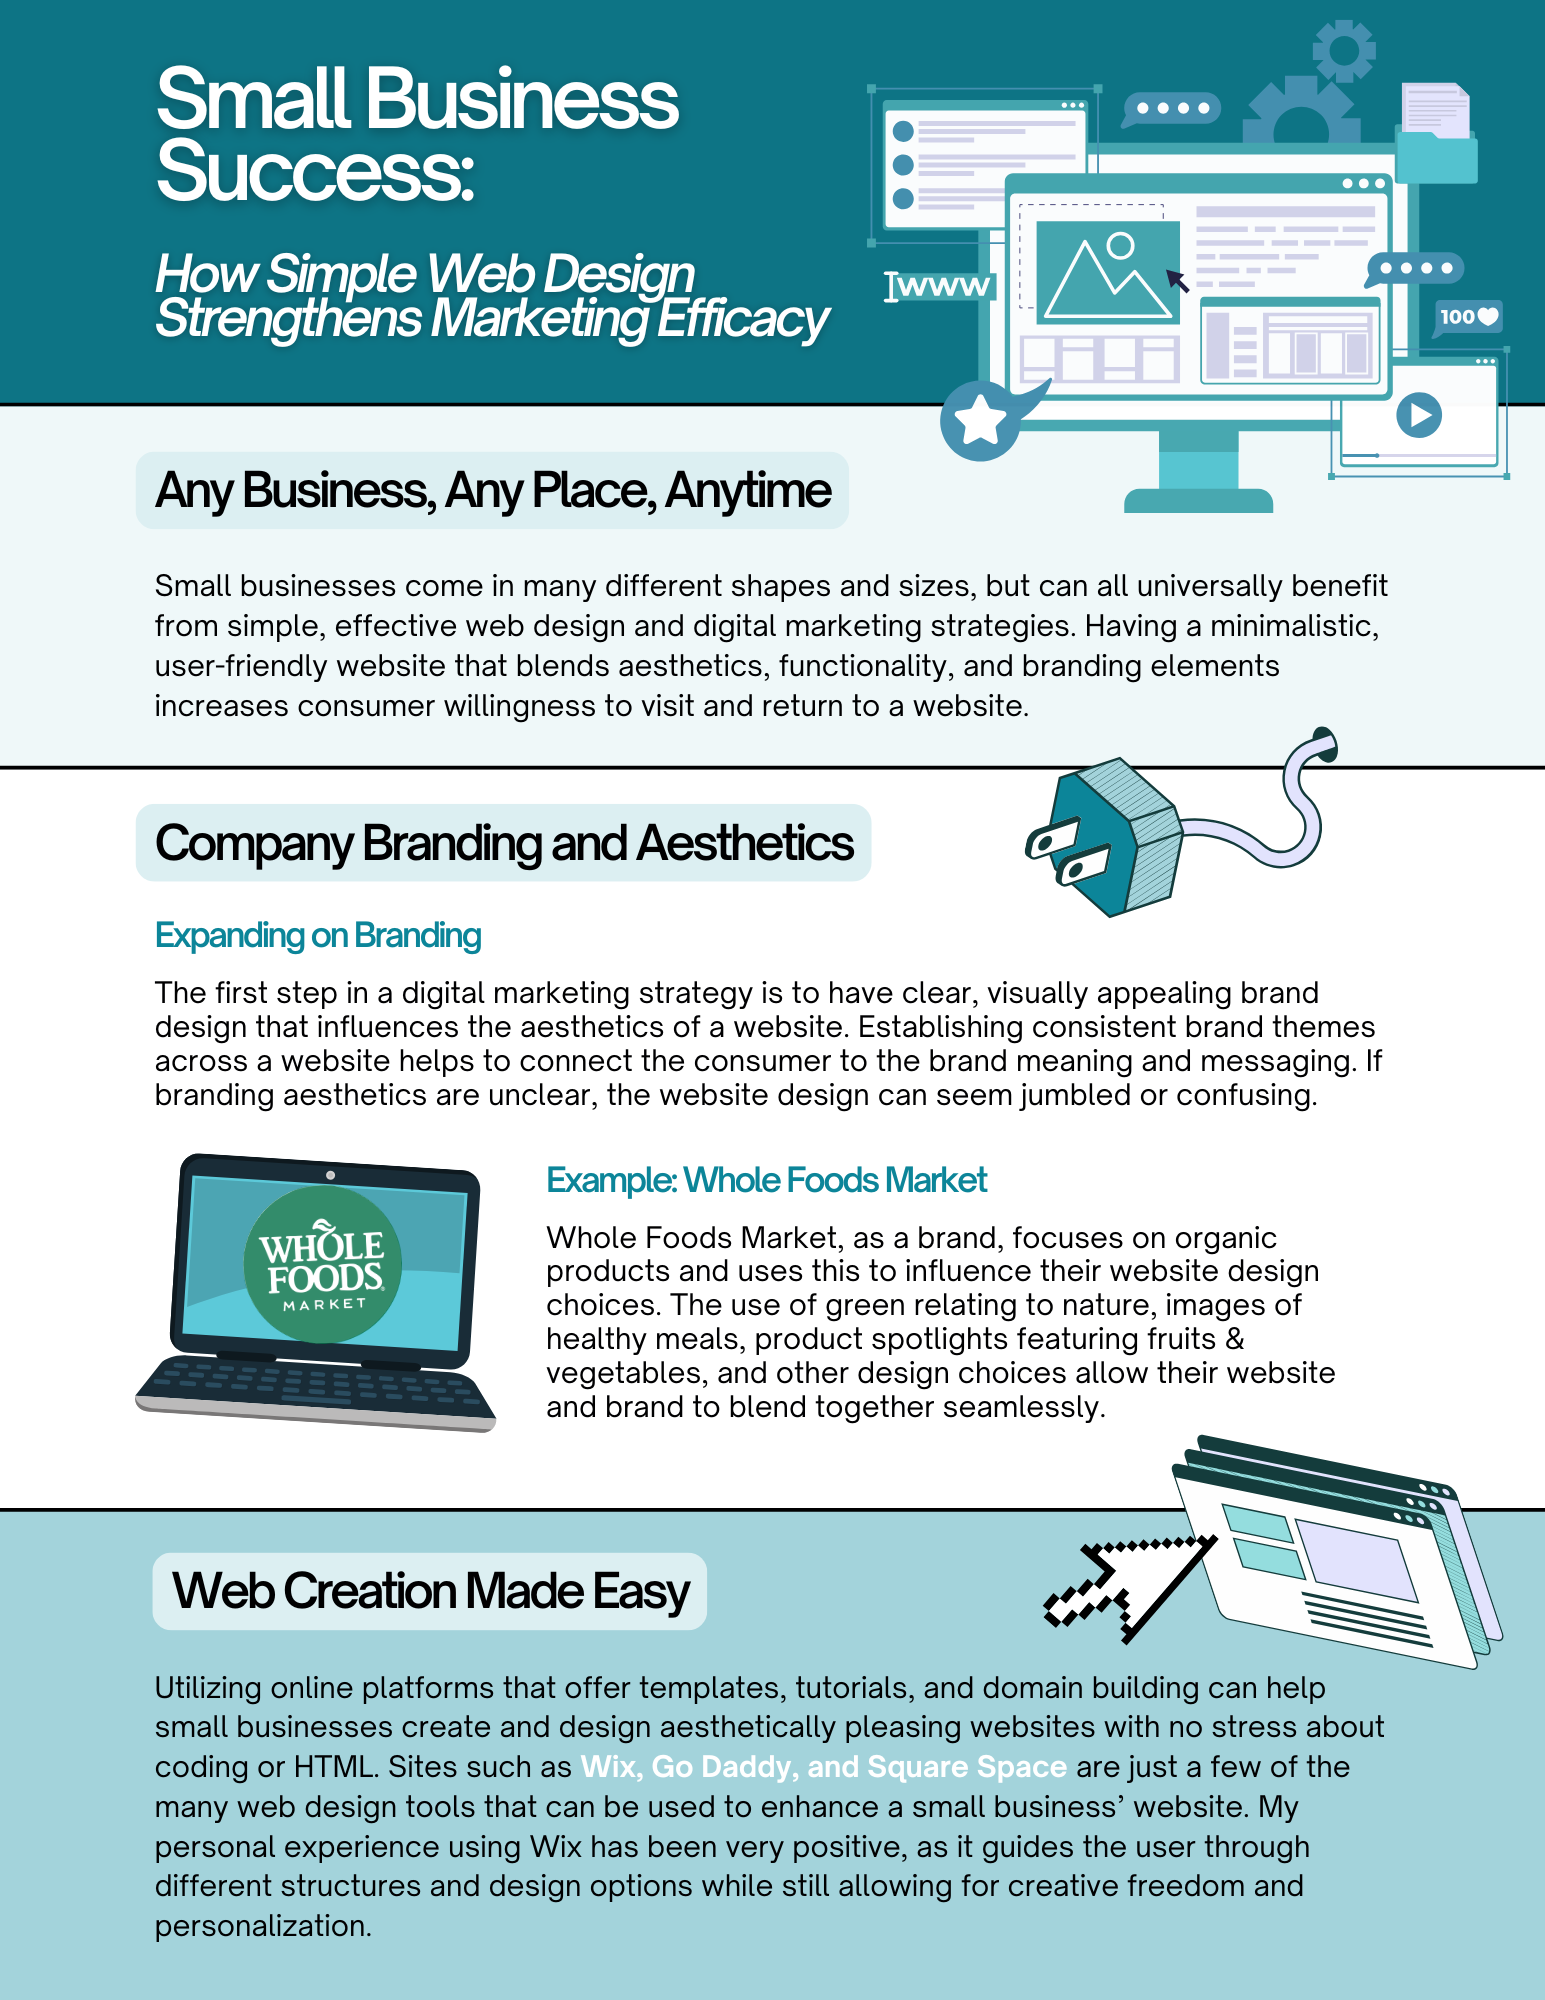 Small Business
Success:
How Simple Web Design
Strengthens Marketing Efficacy
WWW
100
Any Business, Any Place, Anytime
Small businesses come in many different shapes and sizes, but can all universally benefit
from simple, effective web design and digital marketing strategies. Having a minimalistic,
user-friendly website that blends aesthetics, functionality, and branding elements
increases consumer willingness to visit and return to a website.
Company Branding and Aesthetics
Expanding on Branding
The first step in a digital marketing strategy is to have clear, visually appealing brand
design that influences the aesthetics of a website. Establishing consistent brand themes
across a website helps to connect the consumer to the brand meaning and messaging. If
branding aesthetics are unclear, the website design can seem jumbled or confusing.
WHOLE
FOODS
MARKET
Example: Whole Foods Market
Whole Foods Market, as a brand, focuses on organic
products and uses this to influence their website design
choices. The use of green relating to nature, images of
healthy meals, product spotlights featuring fruits &
vegetables, and other design choices allow their website
and brand to blend together seamlessly.
Web Creation Made Easy
Utilizing online platforms that offer templates, tutorials, and domain building can help
small businesses create and design aesthetically pleasing websites with no stress about
coding or HTML. Sites such as Wix, Go Daddy, and Square Space are just a few of the
many web design tools that can be used to enhance a small business’ website. My
personal experience using Wix has been very positive, as it guides the user through
different structures and design options while still allowing for creative freedom and
personalization.